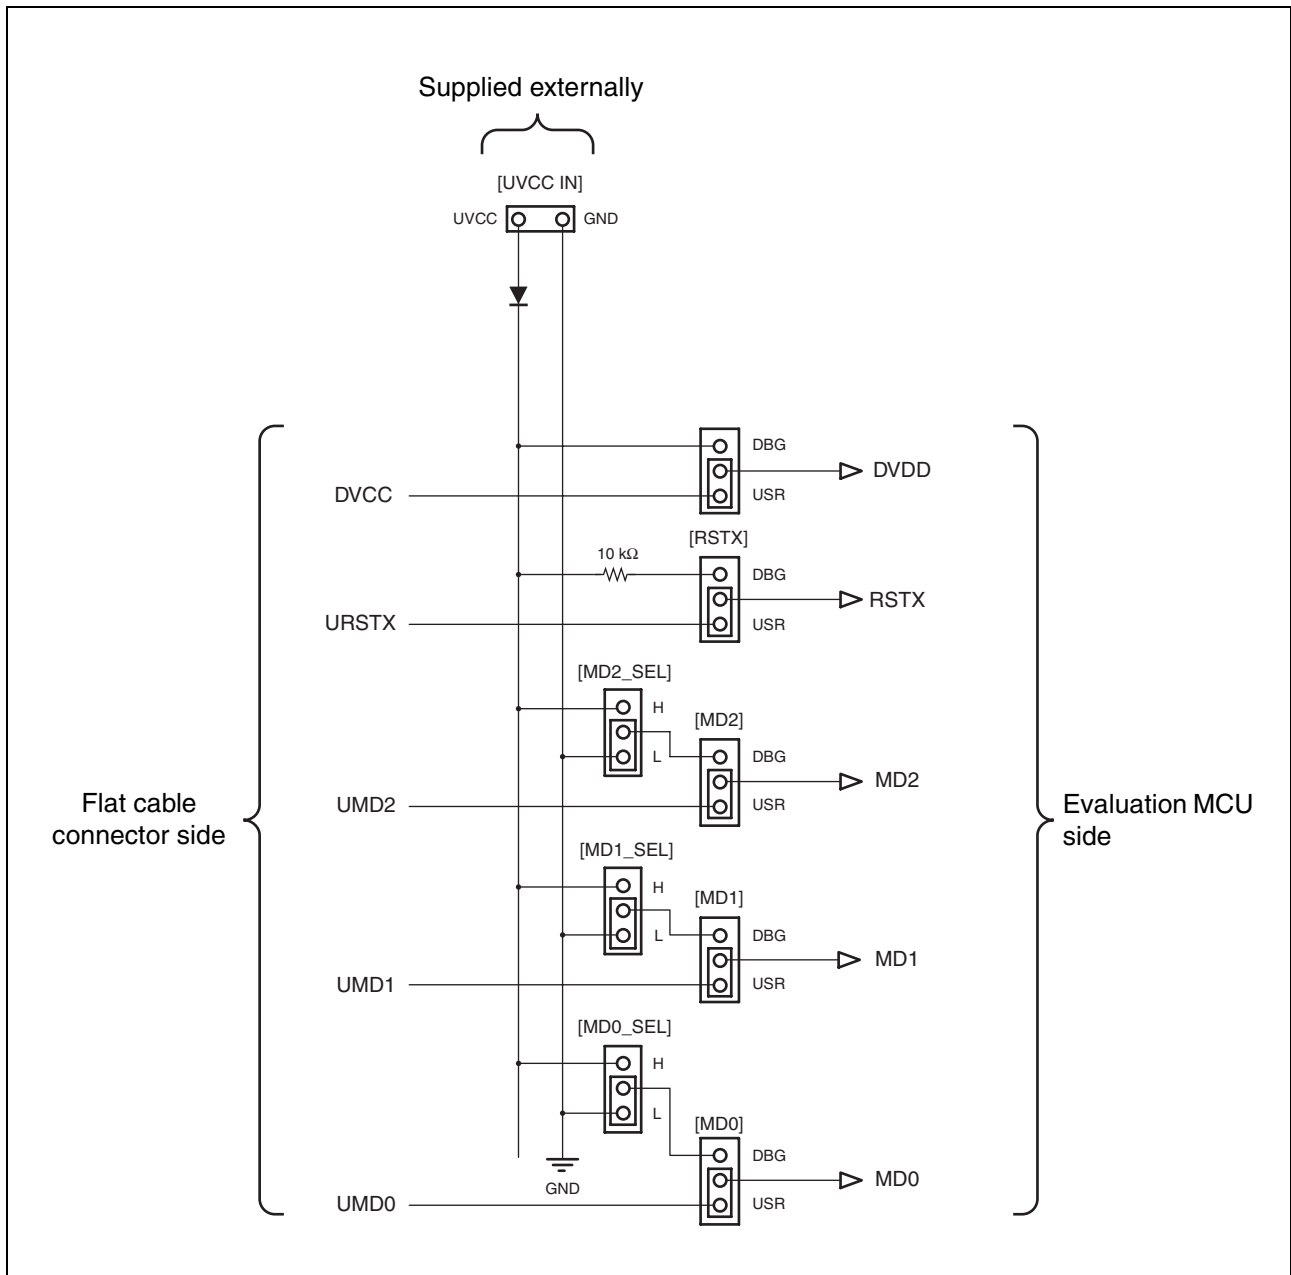 Supplied externally
[UVCC IN]
UVCC GND
DBG
DVDD
DVCC USR
[RSTX]
10 kΩ
DBG
RSTX
URSTX USR
[MD2_SEL]
H
[MD2]
L DBG
MD2
UMD2 USR
Flat cable
connector side
Evaluation MCU
side
[MD1_SEL]
H
[MD1]
L DBG
MD1
UMD1 USR
[MD0_SEL]
H
L
[MD0]
DBG
GND
MD0
UMD0 USR